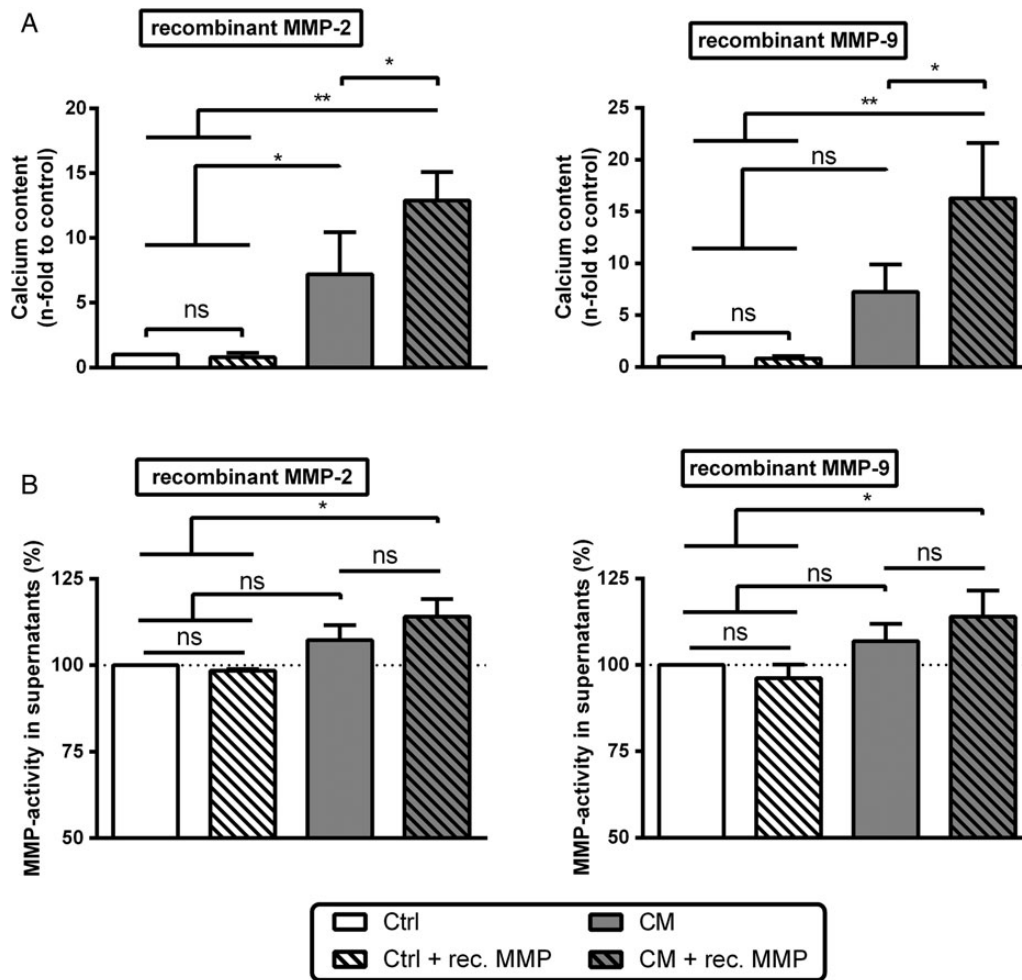 A
recombinant MMP-2
recombinant MMP-9
Calcium content
(n-fold to control)
20
15
10
5
0
*
**
*
ns
Calcium content
(n-fold to control)
25
20
15
10
5
0
*
**
ns
ns
B
recombinant MMP-2
recombinant MMP-9
MMP-activity in supernatants (%)
125
100
75
50
*
ns
ns
ns
MMP-activity in supernatants (%)
125
100
75
50
*
ns
ns
ns
Ctrl
CM
Ctrl + rec. MMP
CM + rec. MMP